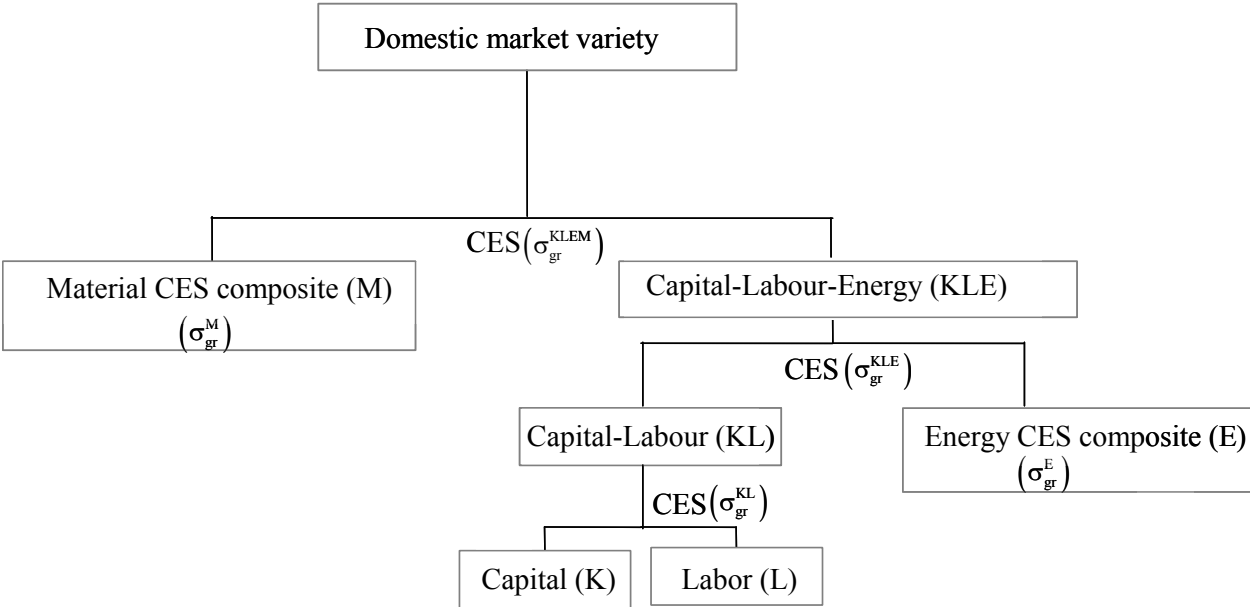 Domestic market variety
CES(σ_gr^KLEM)
Material CES composite (M)
(σ_gr^M)
Capital-Labour-Energy (KLE)
CES(σ_gr^KLE)
Capital-Labour (KL)
Energy CES composite (E)
(σ_gr^E)
CES(σ_gr^KL)
Capital (K)
Labor (L)